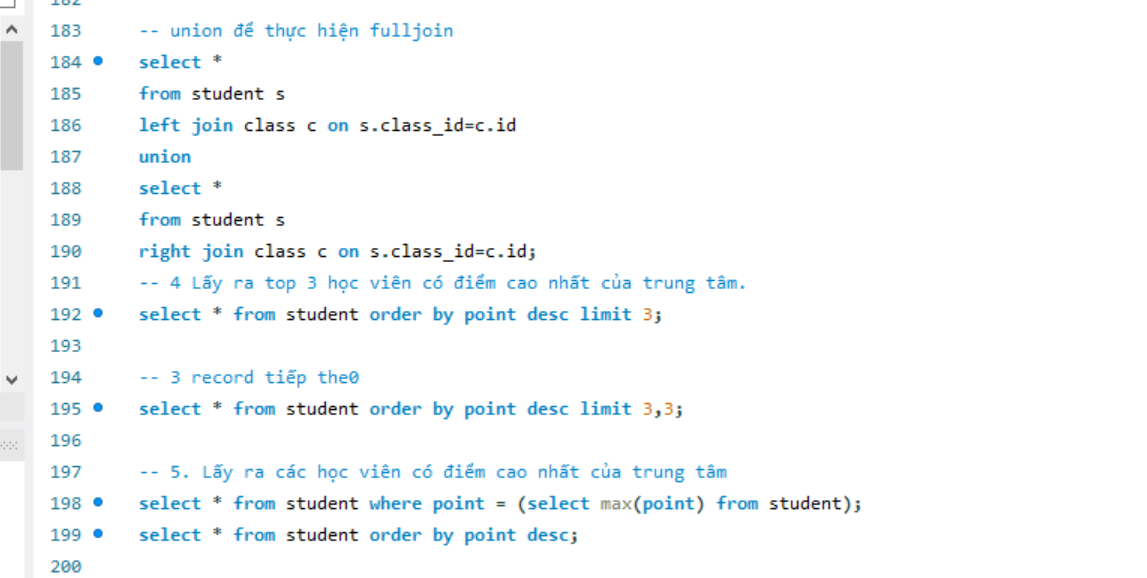 182
183 -- union để thực hiện fulljoin
184 select *
185 from student s
186 left join class c on s.class_id=c.id
187 union
188 select *
189 from student s
190 right join class c on s.class_id=c.id;
191 -- 4 Lấy ra top 3 học viên có điểm cao nhất của trung tâm.
192 select * from student order by point desc limit 3;
193
194 -- 3 record tiếp the0
195 select * from student order by point desc limit 3,3;
196
197 -- 5. Lấy ra các học viên có điểm cao nhất của trung tâm
198 select * from student where point = (select max(point) from student);
199 select * from student order by point desc;
200